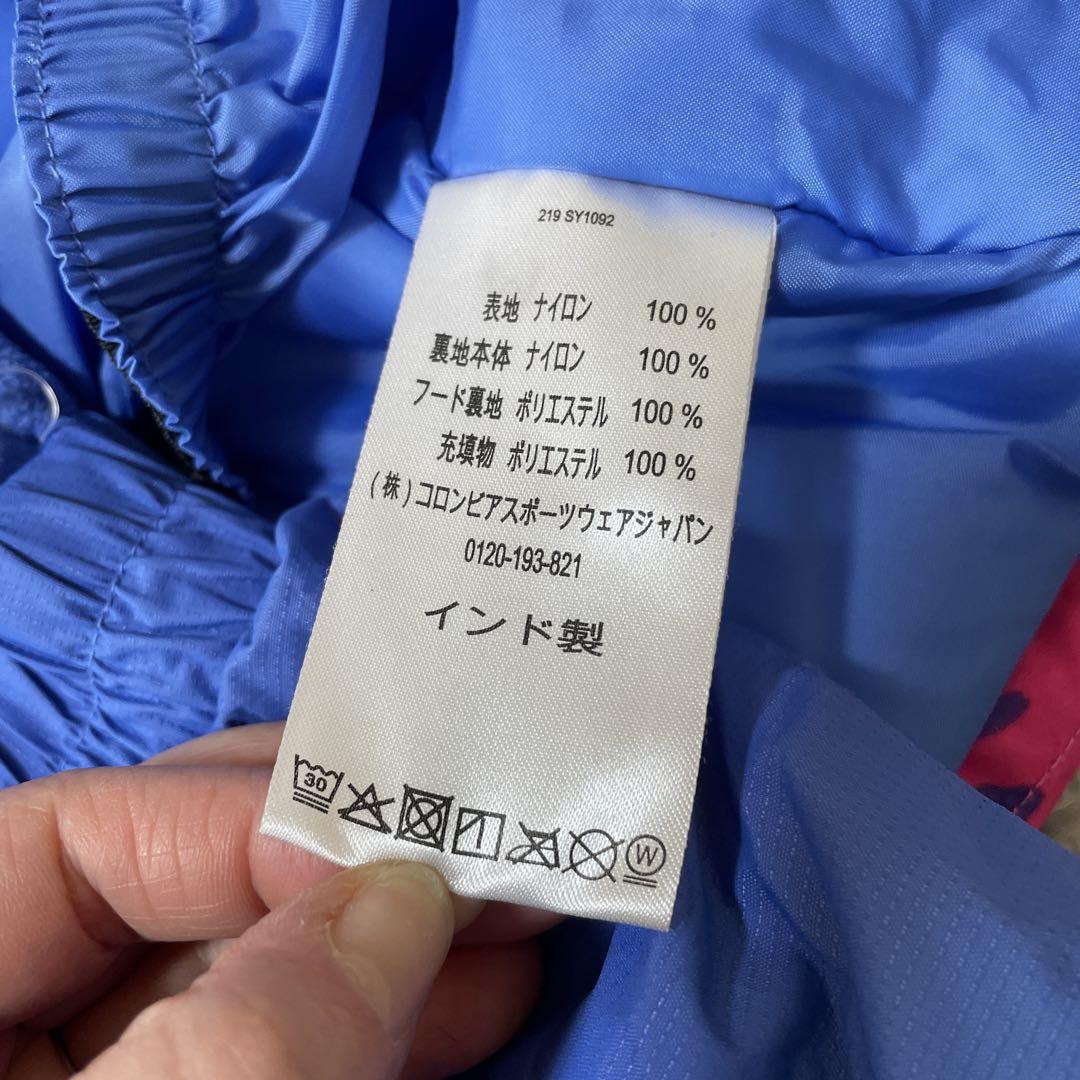 219 SY1092
表地 ナイロン 100 %
裏地本体 ナイロン 100 %
フード裏地 ポリエステル 100 %
充填物 ポリエステル 100 %
(株)コロンビアスポーツウェアジャパン
0120-193-821
インド製
30 W